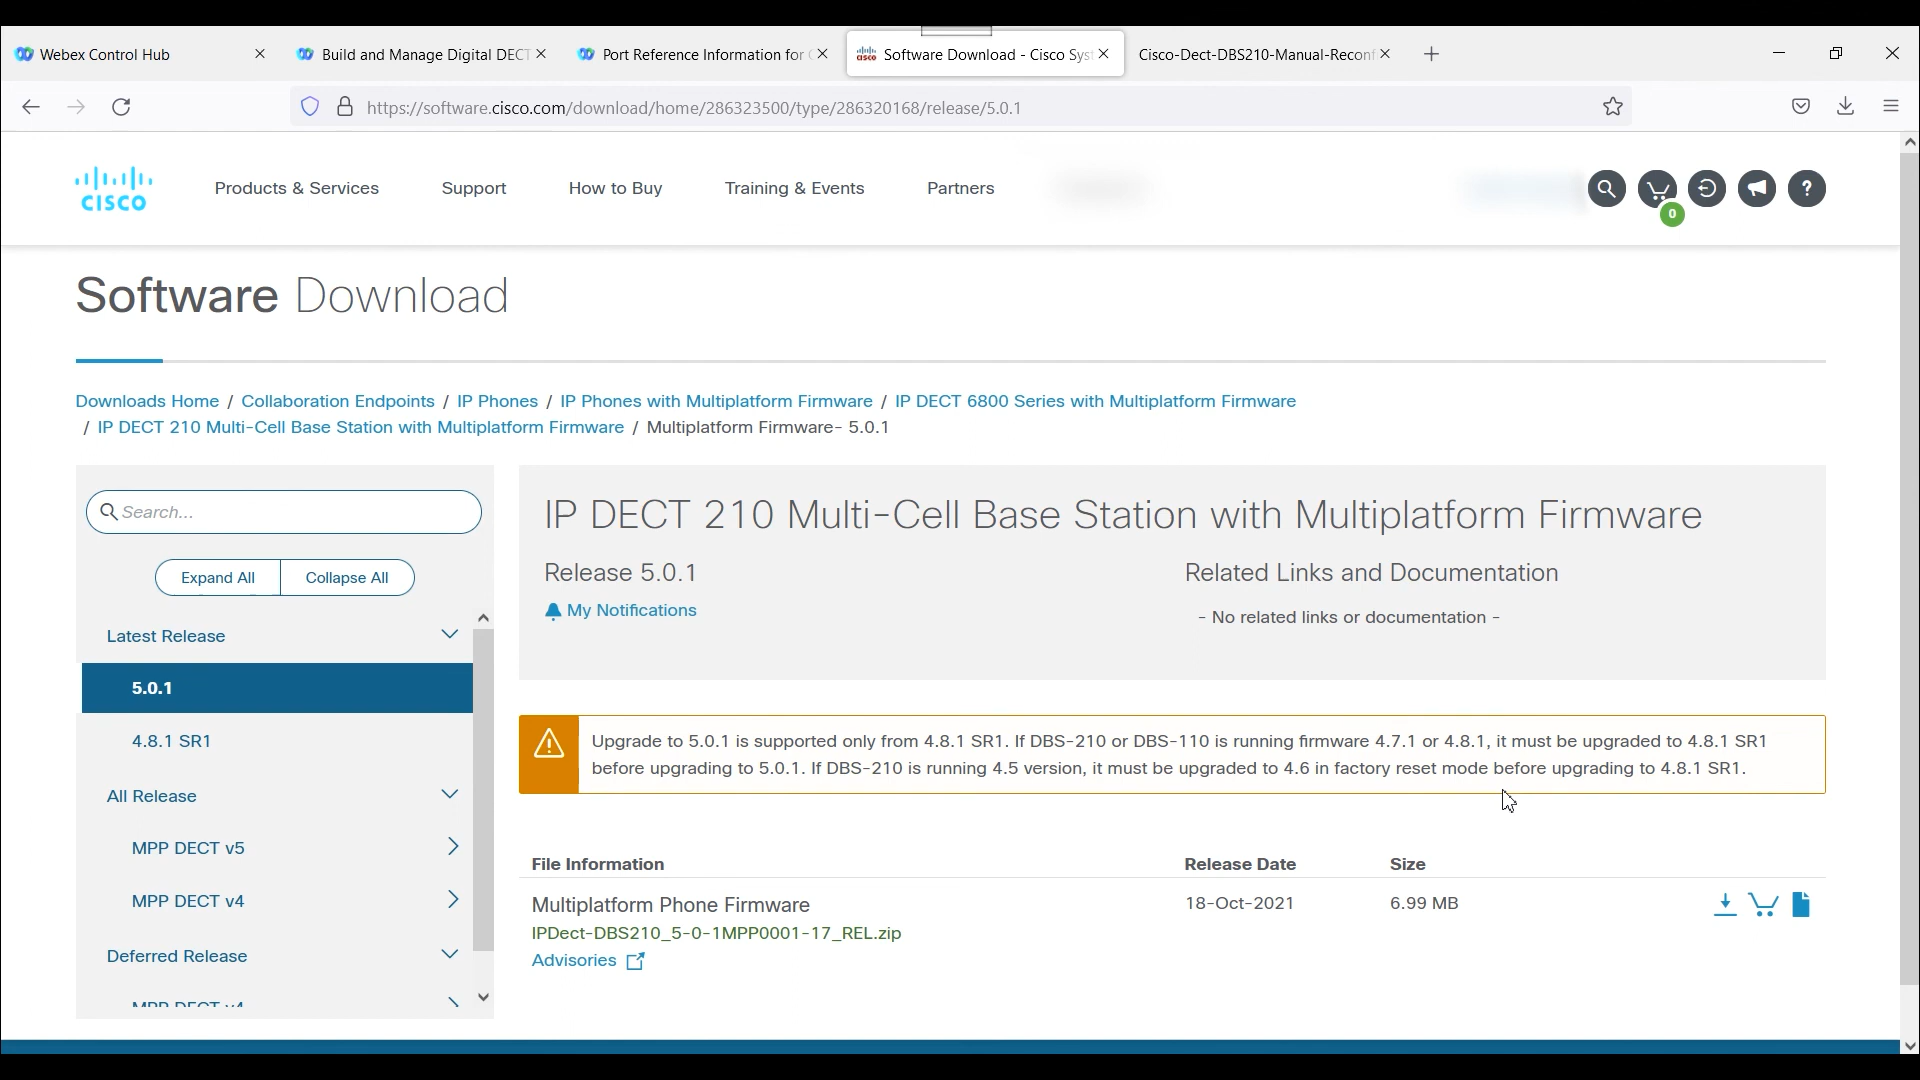 Webex Control Hub
Build and Manage Digital DECT
Port Reference Information for
Software Download - Cisco Sys
Cisco-Dect-DBS210-Manual-Reconf
https://software.cisco.com/download/home/286323500/type/286320168/release/5.0.1
CISCO
Products & Services
Support
How to Buy
Training & Events
Partners
0
?
Software Download
Downloads Home / Collaboration Endpoints / IP Phones / IP Phones with Multiplatform Firmware / IP DECT 6800 Series with Multiplatform Firmware
/ IP DECT 210 Multi-Cell Base Station with Multiplatform Firmware / Multiplatform Firmware- 5.0.1
Search...
Expand All
Collapse All
Latest Release
5.0.1
4.8.1 SR1
All Release
MPP DECT v5
MPP DECT v4
Deferred Release
MPP DECT v4
IP DECT 210 Multi-Cell Base Station with Multiplatform Firmware
Release 5.0.1
My Notifications
Related Links and Documentation
- No related links or documentation -
Upgrade to 5.0.1 is supported only from 4.8.1 SR1. If DBS-210 or DBS-110 is running firmware 4.7.1 or 4.8.1, it must be upgraded to 4.8.1 SR1
before upgrading to 5.0.1. If DBS-210 is running 4.5 version, it must be upgraded to 4.6 in factory reset mode before upgrading to 4.8.1 SR1.
File Information
Release Date
Size
Multiplatform Phone Firmware
18-Oct-2021
6.99 MB
IPDect-DBS210_5-0-1MPP0001-17_REL.zip
Advisories